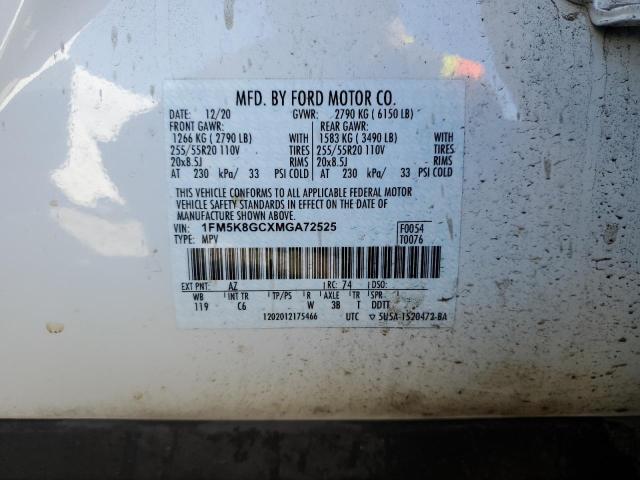 MFD. BY FORD MOTOR CO.
DATE: 12/20 GVWR: 2790 KG ( 6150 LB)
FRONT GAWR: REAR GAWR:
1266 KG ( 2790 LB) WITH 1583 KG ( 3490 LB) WITH
255/55R20 110V TIRES 255/55R20 110V TIRES
20x8.5J RIMS 20x8.5J RIMS
AT 230 kPa/ 33 PSI COLD AT 230 kPa/ 33 PSI COLD
THIS VEHICLE CONFORMS TO ALL APPLICABLE FEDERAL MOTOR
VEHICLE SAFETY STANDARDS IN EFFECT ON THE DATE OF
MANUFACTURE SHOWN ABOVE.
VIN: 1FM5K8GCXMGA72525 F0054
TYPE: MPV T0076
EXT PNT: AZ RC: 74 DSO:
WB INT TR TP/PS R AXLE TR SPR
119 C6 W 3B T DDTT
1202012175466 UTC ▽ 5U5A-1520472-BA